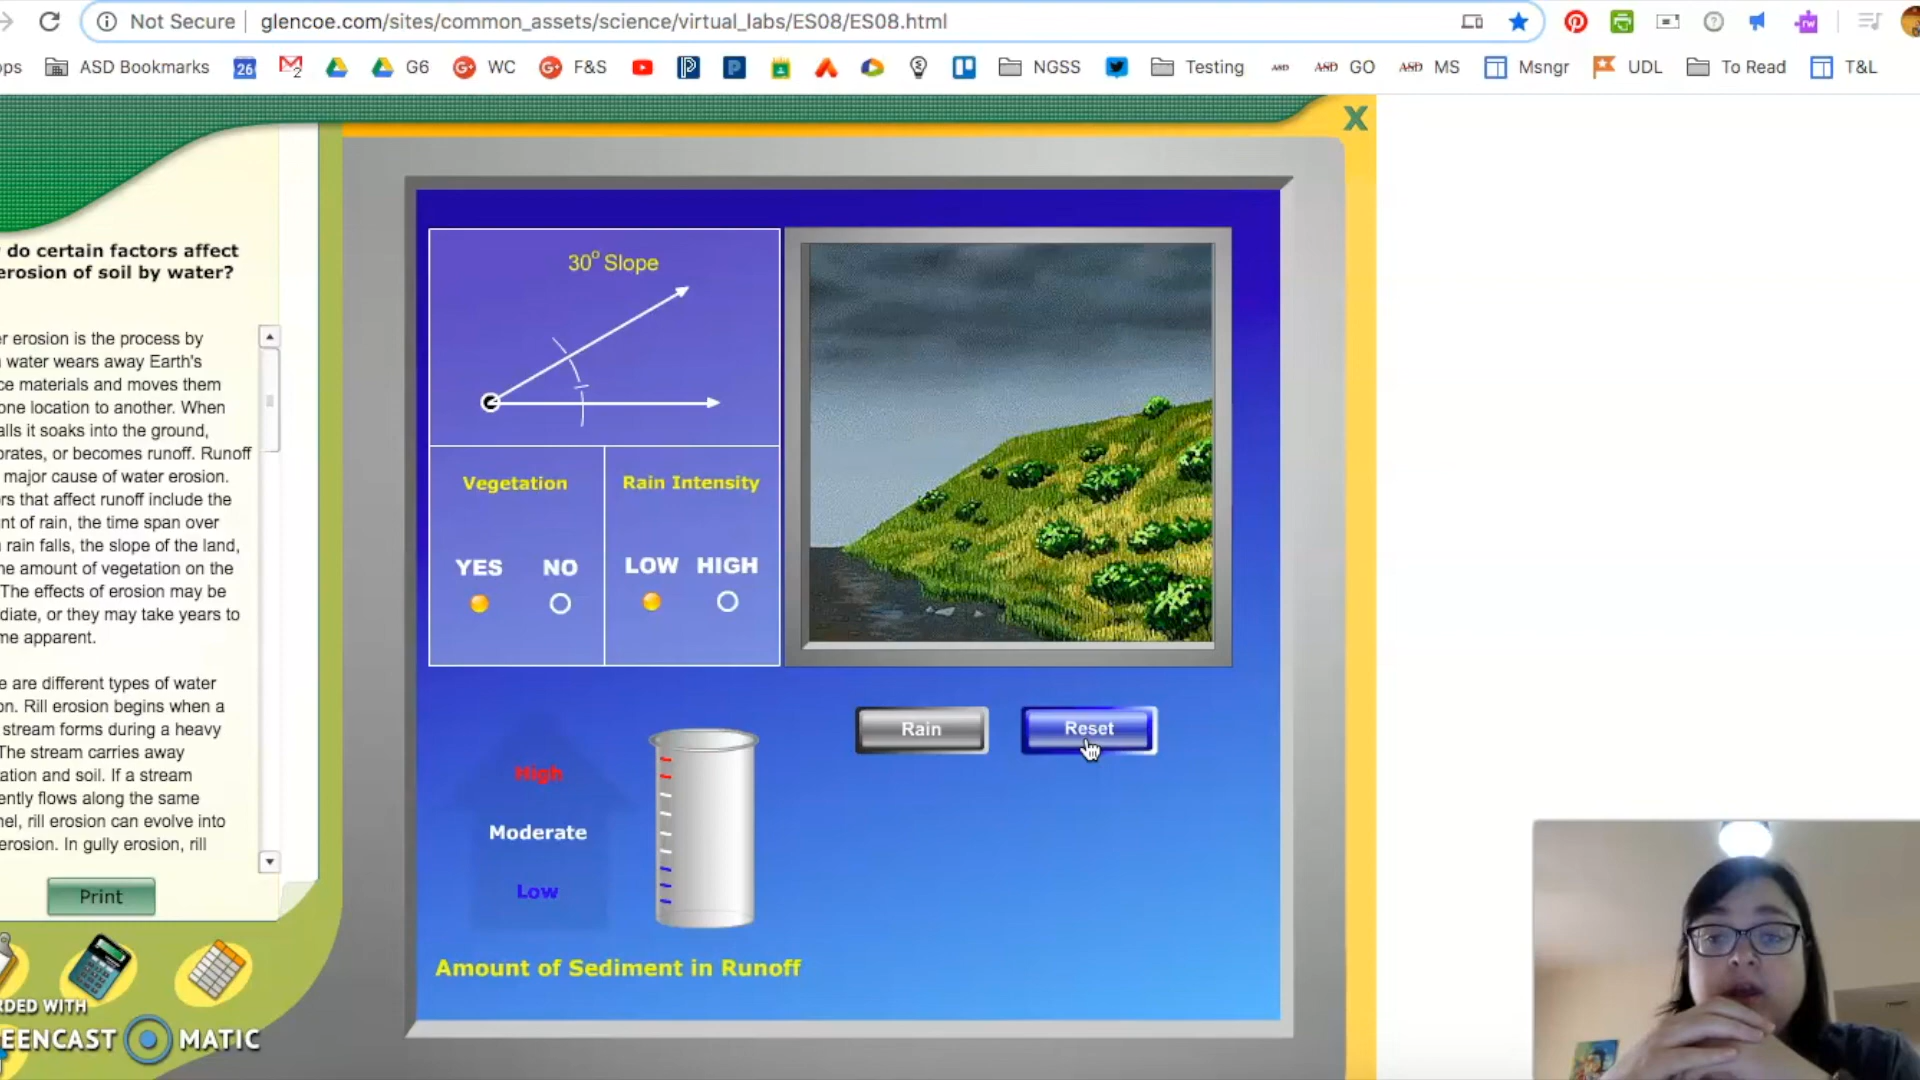 Not Secure
glencoe.com/sites/common_assets/science/virtual_labs/ES08/ES08.html
ops
ASD Bookmarks
26
2
G6
WC
F&S
NGSS
Testing
ASD
ASD GO
ASD MS
Msngr
UDL
To Read
T&L
X
do certain factors affect
erosion of soil by water?
er erosion is the process by
water wears away Earth's
ce materials and moves them
one location to another. When
alls it soaks into the ground,
orates, or becomes runoff. Runoff
major cause of water erosion.
rs that affect runoff include the
nt of rain, the time span over
rain falls, the slope of the land,
ne amount of vegetation on the
The effects of erosion may be
diate, or they may take years to
me apparent.
e are different types of water
on. Rill erosion begins when a
stream forms during a heavy
The stream carries away
ation and soil. If a stream
ently flows along the same
nel, rill erosion can evolve into
erosion. In gully erosion, rill
Print
RDED WITH
EENCAST MATIC
30° Slope
Vegetation
YES NO
Rain Intensity
LOW HIGH
Rain
Reset
High
Moderate
Low
Amount of Sediment in Runoff